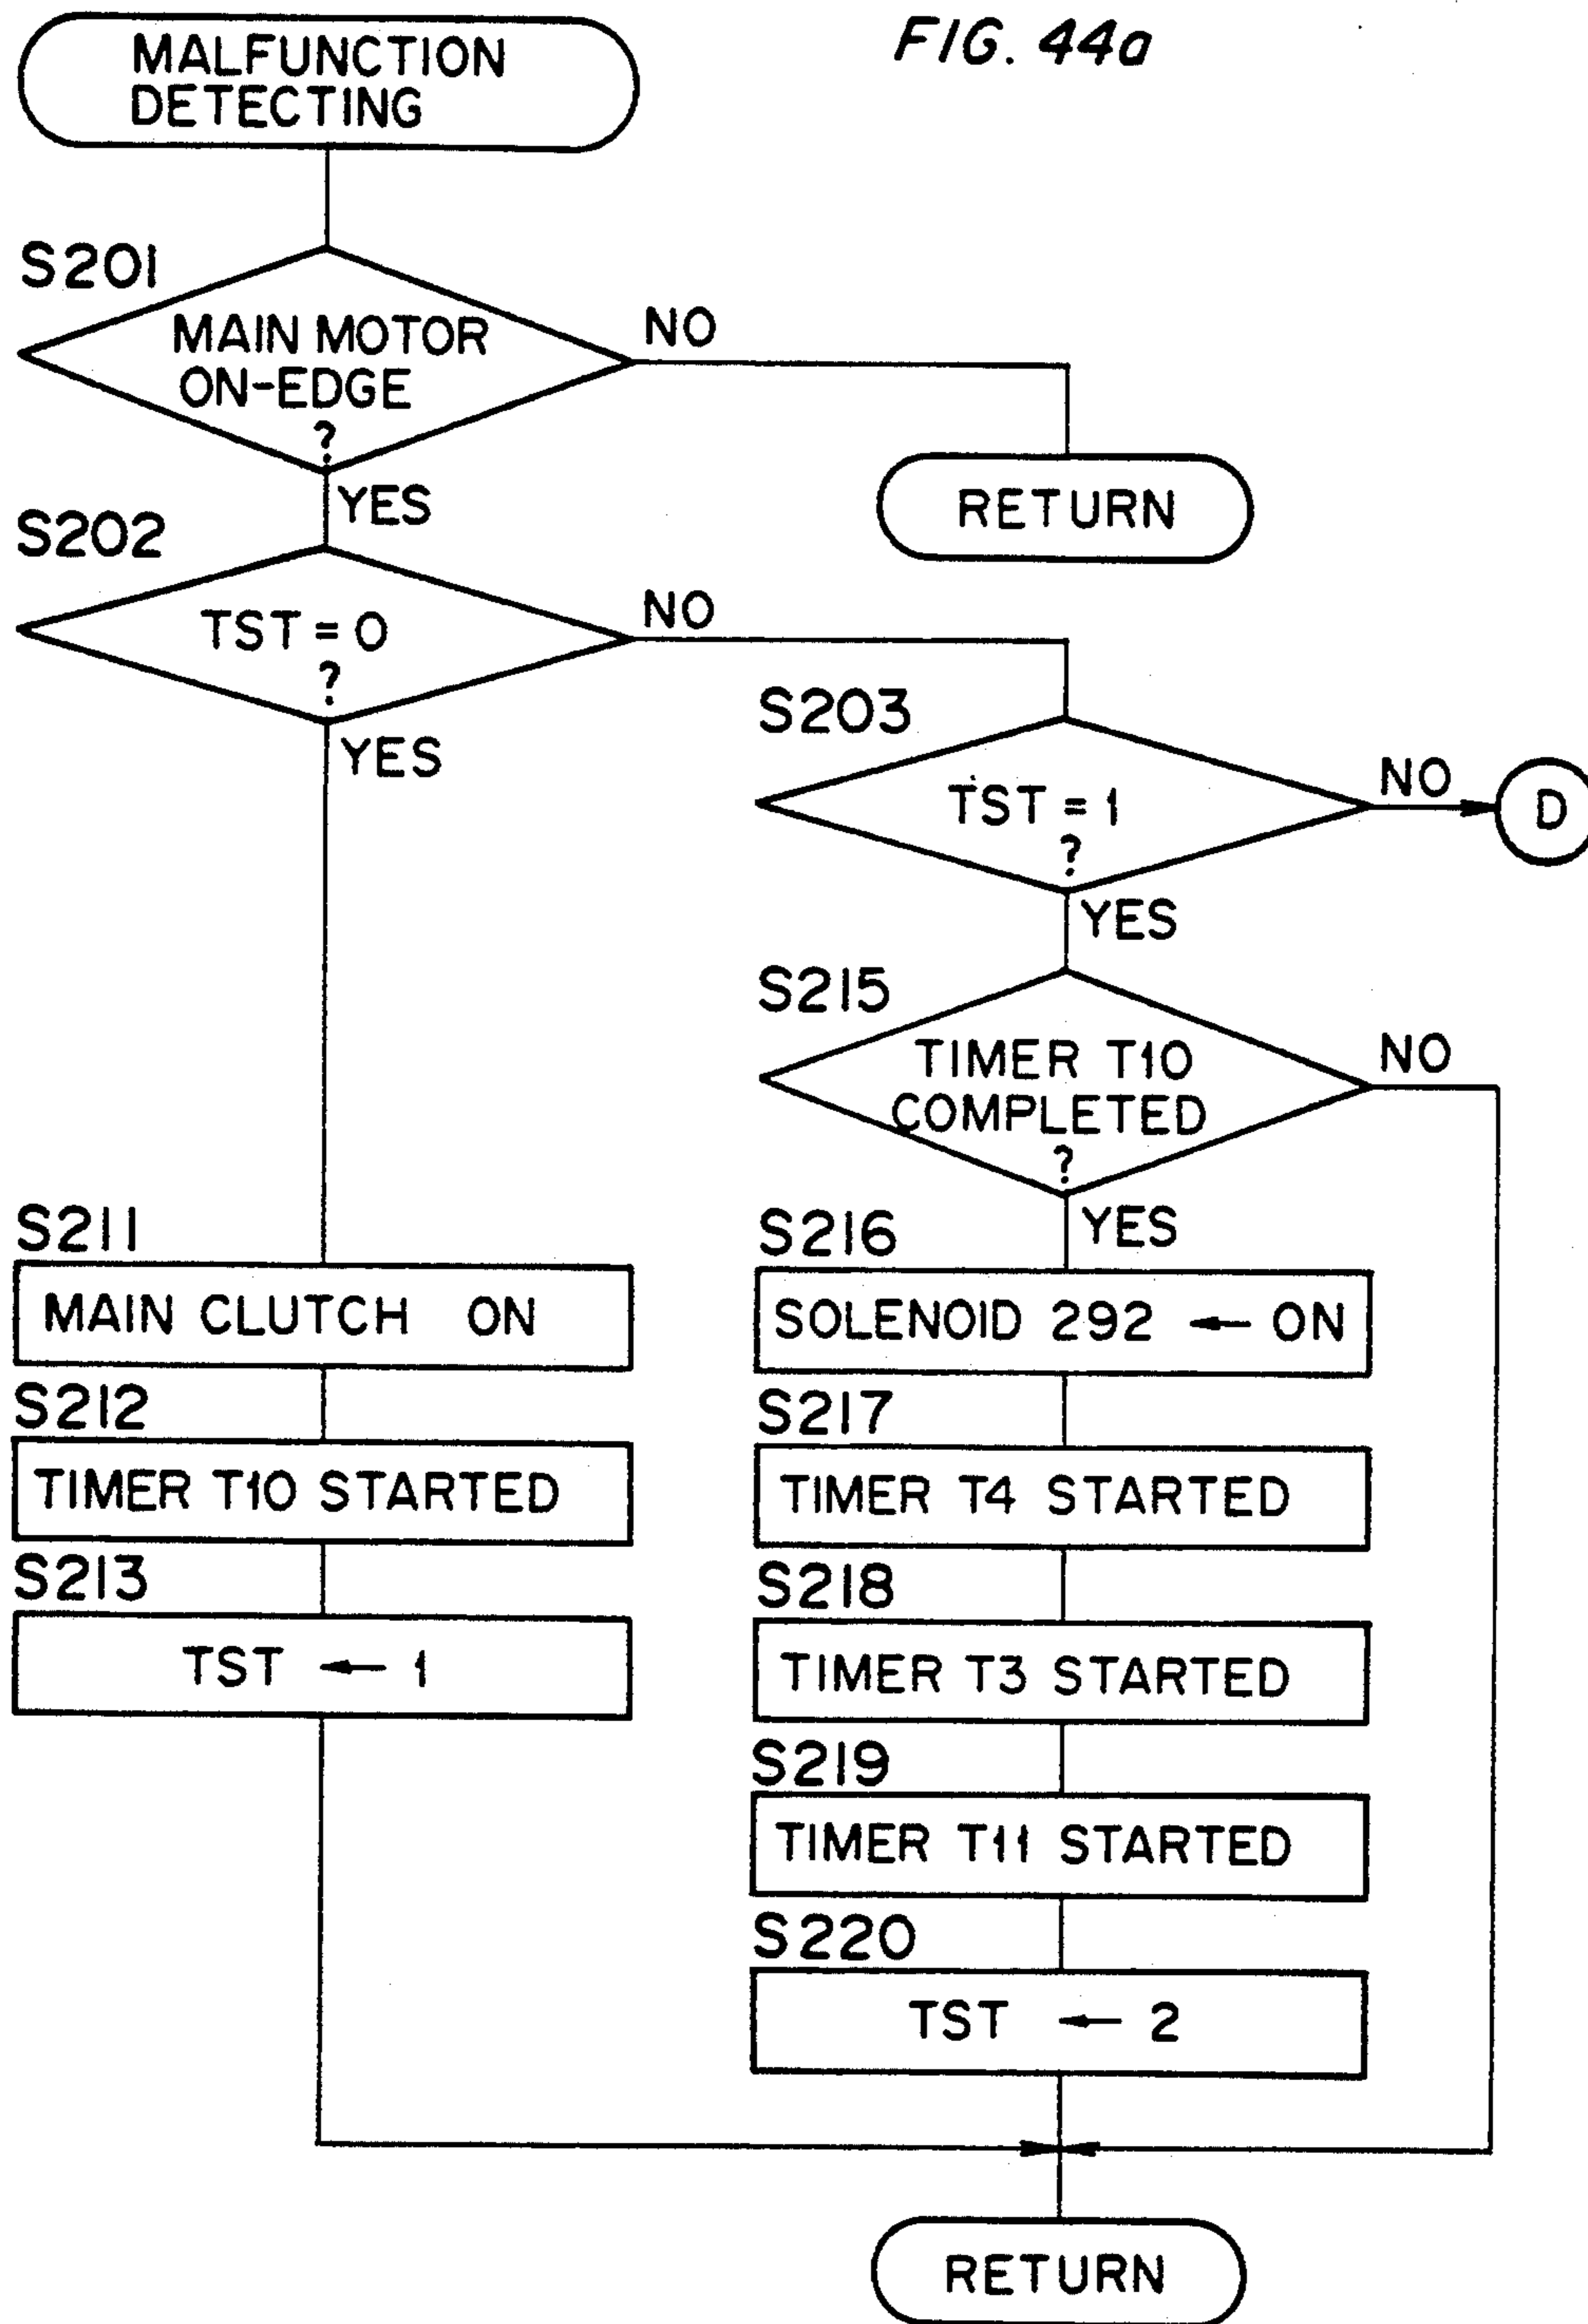 FIG. 44a
MALFUNCTION
DETECTING
S201
MAIN MOTOR
ON-EDGE
?
NO
RETURN
YES
S202
TST = 0
?
NO
YES
S203
TST = 1
?
NO
D
YES
S215
TIMER T10
COMPLETED
?
NO
YES
S211
MAIN CLUTCH ON
S212
TIMER T10 STARTED
S213
TST ← 1
S216
SOLENOID 292 ← ON
S217
TIMER T4 STARTED
S218
TIMER T3 STARTED
S219
TIMER T11 STARTED
S220
TST ← 2
RETURN